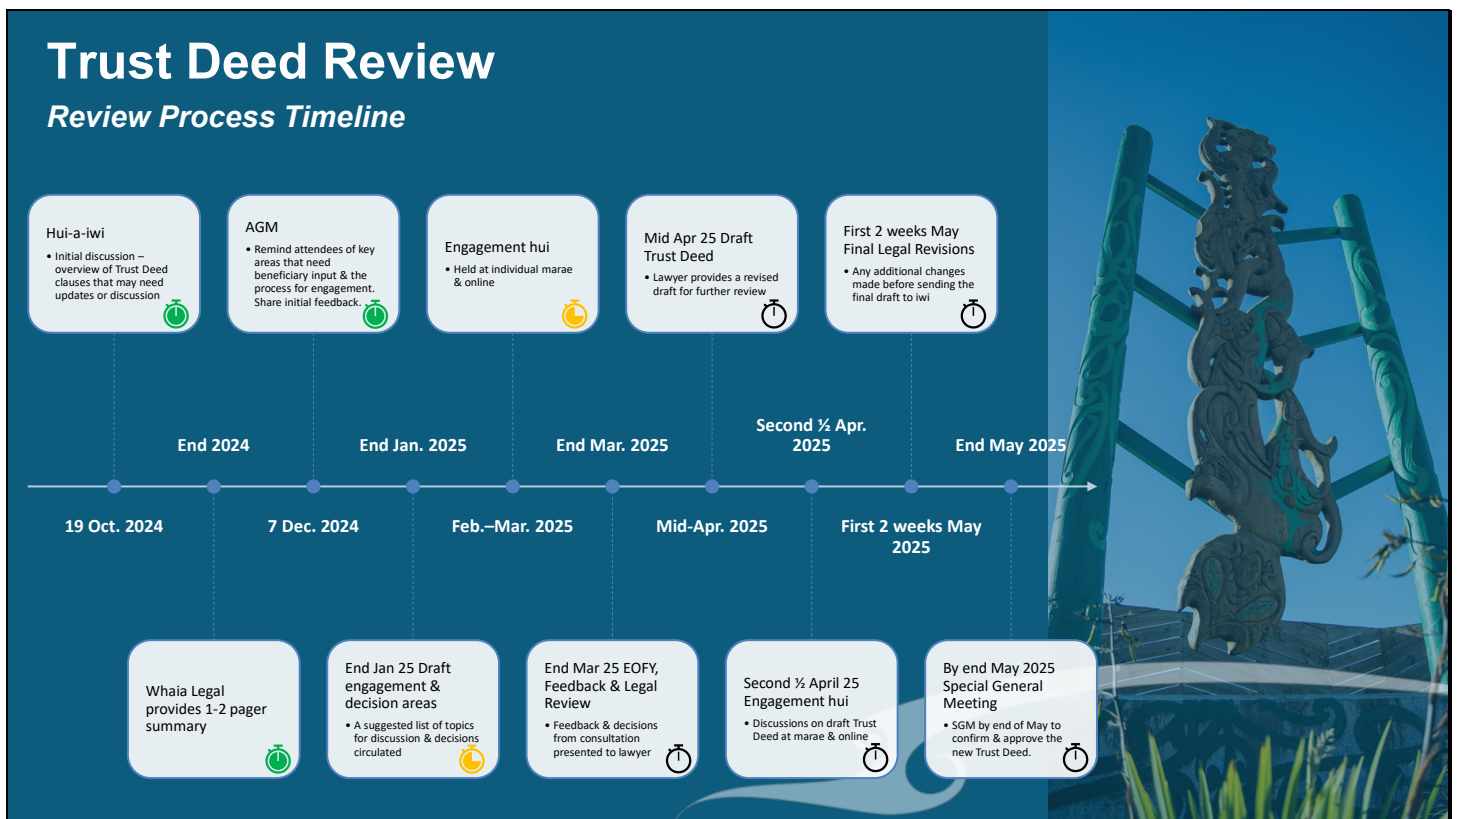 Trust Deed Review
Review Process Timeline
Hui-a-iwi
• Initial discussion –
overview of Trust Deed
clauses that may need
updates or discussion
AGM
• Remind attendees of key
areas that need
beneficiary input & the
process for engagement.
Share initial feedback.
Engagement hui
• Held at individual marae
& online
Mid Apr 25 Draft
Trust Deed
• Lawyer provides a revised
draft for further review
First 2 weeks May
Final Legal Revisions
• Any additional changes
made before sending the
final draft to iwi
End 2024
End Jan. 2025
End Mar. 2025
Second ½ Apr.
2025
End May 2025
19 Oct. 2024
7 Dec. 2024
Feb.–Mar. 2025
Mid-Apr. 2025
First 2 weeks May
2025
Whaia Legal
provides 1-2 pager
summary
End Jan 25 Draft
engagement &
decision areas
• A suggested list of topics
for discussion & decisions
circulated
End Mar 25 EOFY,
Feedback & Legal
Review
• Feedback & decisions
from consultation
presented to lawyer
Second ½ April 25
Engagement hui
• Discussions on draft Trust
Deed at marae & online
By end May 2025
Special General
Meeting
• SGM by end of May to
confirm & approve the
new Trust Deed.